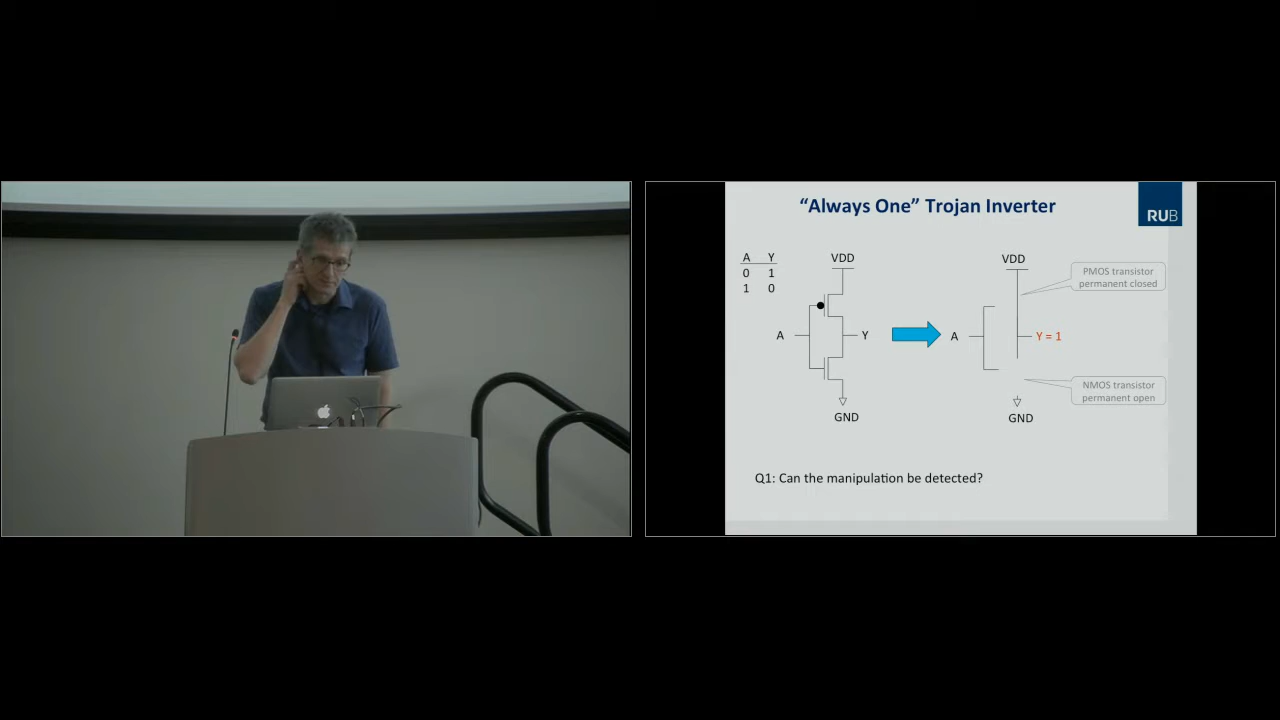 “Always One” Trojan Inverter
RUB
A Y
0 1
1 0
VDD
A
Y
GND
VDD
PMOS transistor
permanent closed
A
Y = 1
NMOS transistor
permanent open
GND
Q1: Can the manipulation be detected?